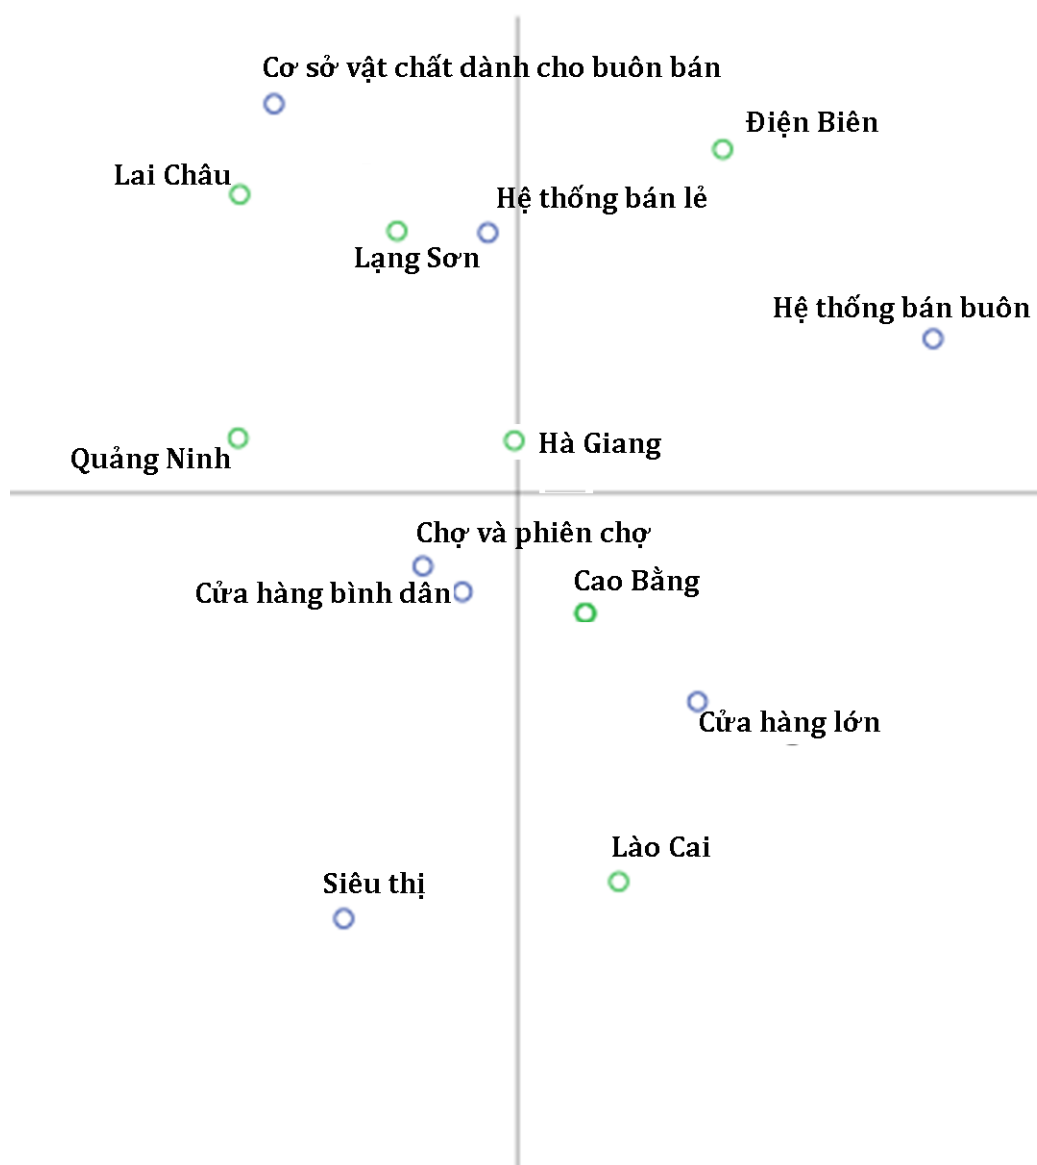 Cơ sở vật chất dành cho buôn bán
Điện Biên
Lai Châu
Hệ thống bán lẻ
Lạng Sơn
Hệ thống bán buôn
Hà Giang
Quảng Ninh
Chợ và phiên chợ
Cao Bằng
Cửa hàng bình dân
Cửa hàng lớn
Lào Cai
Siêu thị